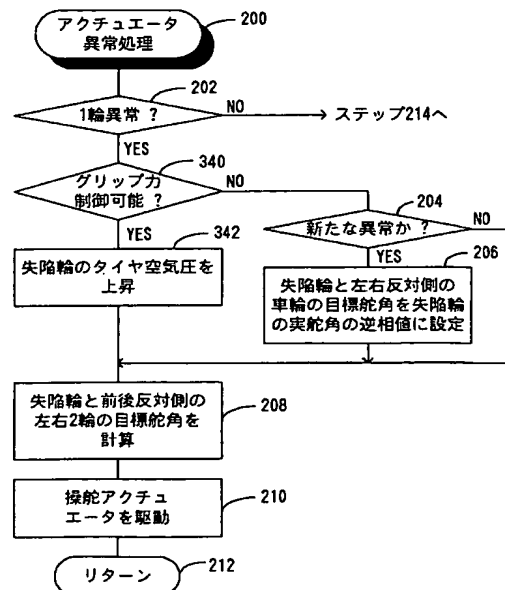 アクチュエータ
異常処理
200
202
1輪異常 ?
NO
ステップ214へ
YES
340
グリップ力
制御可能 ?
NO
204
新たな異常か ?
NO
YES
342
YES
206
失陥輪のタイヤ空気圧を
上昇
失陥輪と左右反対側の
車輪の目標舵角を失陥輪
の実舵角の逆相値に設定
失陥輪と前後反対側の
左右2輪の目標舵角を
計算
208
操舵アクチュ
エータを駆動
210
リターン
212